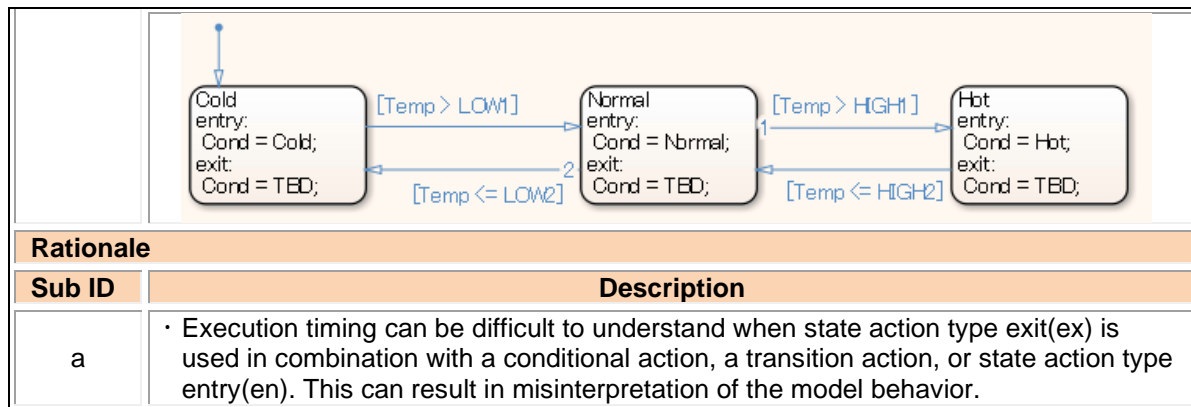 Cold
entry:
Cond = Cold;
exit:
Cond = TBD;
[Temp > LOW1]
[Temp <= LOW2]
2
Normal
entry:
Cond = Normal;
exit:
Cond = TBD;
1
[Temp > HIGH1]
[Temp <= HIGH2]
Hot
entry:
Cond = Hot;
exit:
Cond = TBD;
Rationale
Sub ID Description
a
・Execution timing can be difficult to understand when state action type exit(ex) is
used in combination with a conditional action, a transition action, or state action type
entry(en). This can result in misinterpretation of the model behavior.